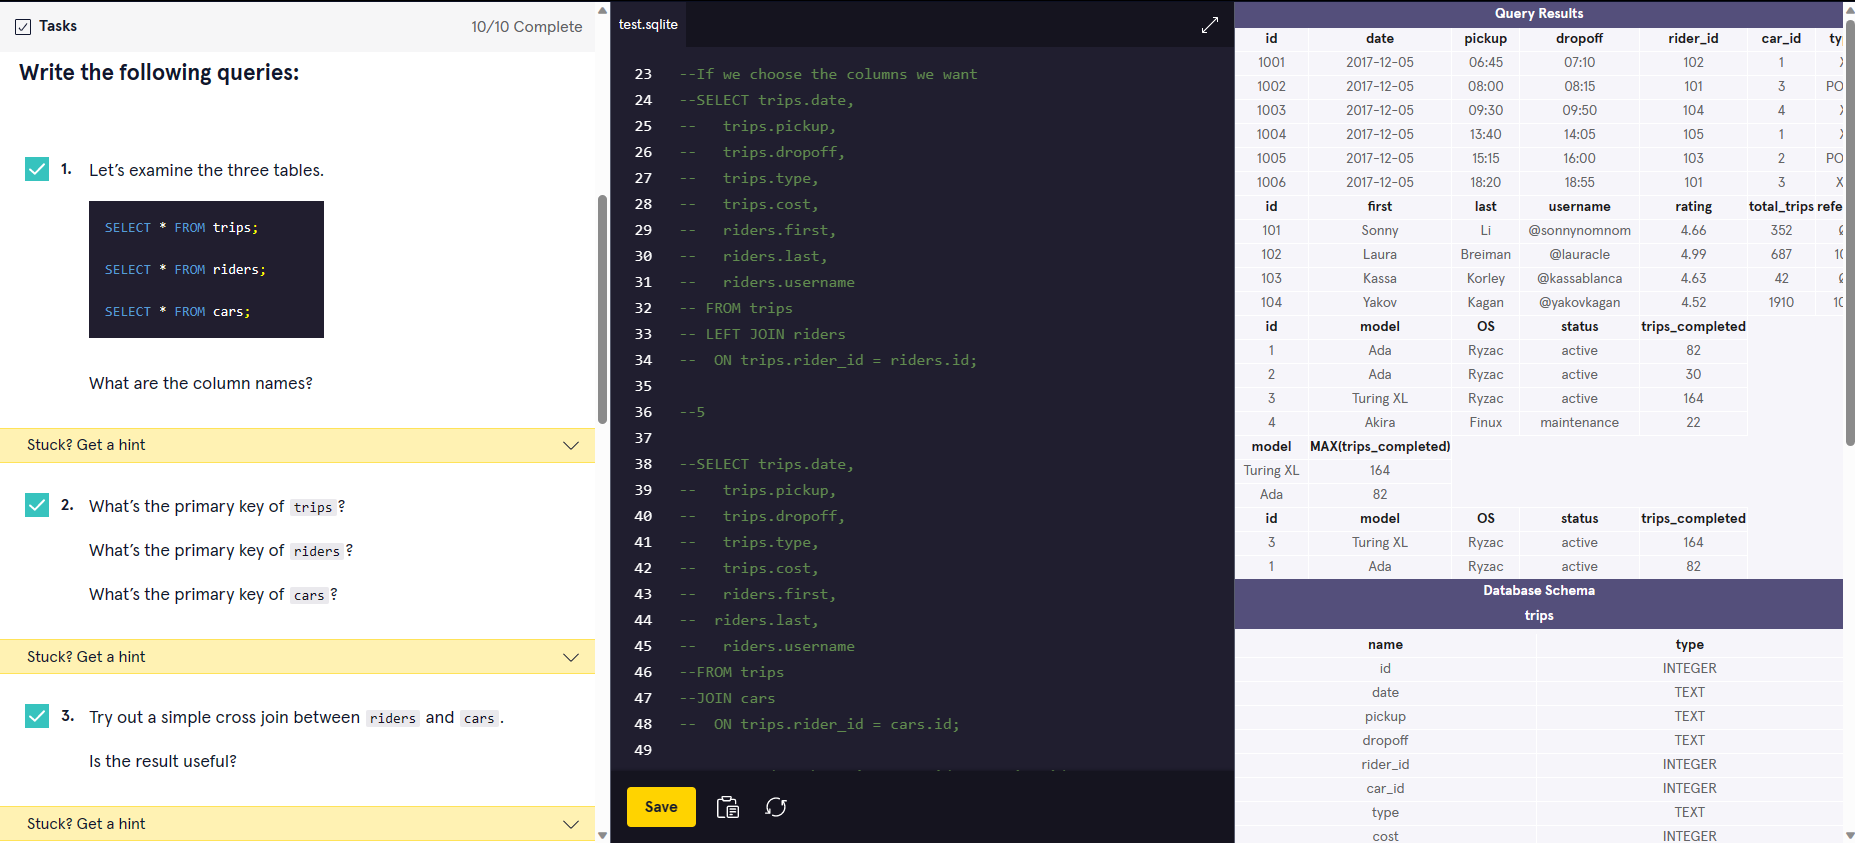 Tasks
10/10 Complete
Write the following queries:
1. Let's examine the three tables.
SELECT * FROM trips;
SELECT * FROM riders;
SELECT * FROM cars;
What are the column names?
Stuck? Get a hint
2. What's the primary key of trips?
What's the primary key of riders?
What's the primary key of cars?
Stuck? Get a hint
3. Try out a simple cross join between riders and cars.
Is the result useful?
Stuck? Get a hint
test.sqlite
23 --If we choose the columns we want
24 --SELECT trips.date,
25 -- trips.pickup,
26 -- trips.dropoff,
27 -- trips.type,
28 -- trips.cost,
29 -- riders.first,
30 -- riders.last,
31 -- riders.username
32 -- FROM trips
33 -- LEFT JOIN riders
34 -- ON trips.rider_id = riders.id;
35
36 --5
37
38 --SELECT trips.date,
39 -- trips.pickup,
40 -- trips.dropoff,
41 -- trips.type,
42 -- trips.cost,
43 -- riders.first,
44 -- riders.last,
45 -- riders.username
46 --FROM trips
47 --JOIN cars
48 -- ON trips.rider_id = cars.id;
49
Save
Query Results
id date pickup dropoff rider_id car_id ty
1001 2017-12-05 06:45 07:10 102 1
1002 2017-12-05 08:00 08:15 101 3 PO
1003 2017-12-05 09:30 09:50 104 4
1004 2017-12-05 13:40 14:05 105 1
1005 2017-12-05 15:15 16:00 103 2 PO
1006 2017-12-05 18:20 18:55 101 3 X
id first last username rating total_trips refe
101 Sonny Li @sonnynomnom 4.66 352
102 Laura Breiman @lauracle 4.99 687 10
103 Kassa Korley @kassablanca 4.63 42
104 Yakov Kagan @yakovkagan 4.52 1910 10
id model OS status trips_completed
1 Ada Ryzac active 82
2 Ada Ryzac active 30
3 Turing XL Ryzac active 164
4 Akira Finux maintenance 22
model MAX(trips_completed)
Turing XL 164
Ada 82
id model OS status trips_completed
3 Turing XL Ryzac active 164
1 Ada Ryzac active 82
Database Schema
trips
name type
id INTEGER
date TEXT
pickup TEXT
dropoff TEXT
rider_id INTEGER
car_id INTEGER
type TEXT
cost INTEGER